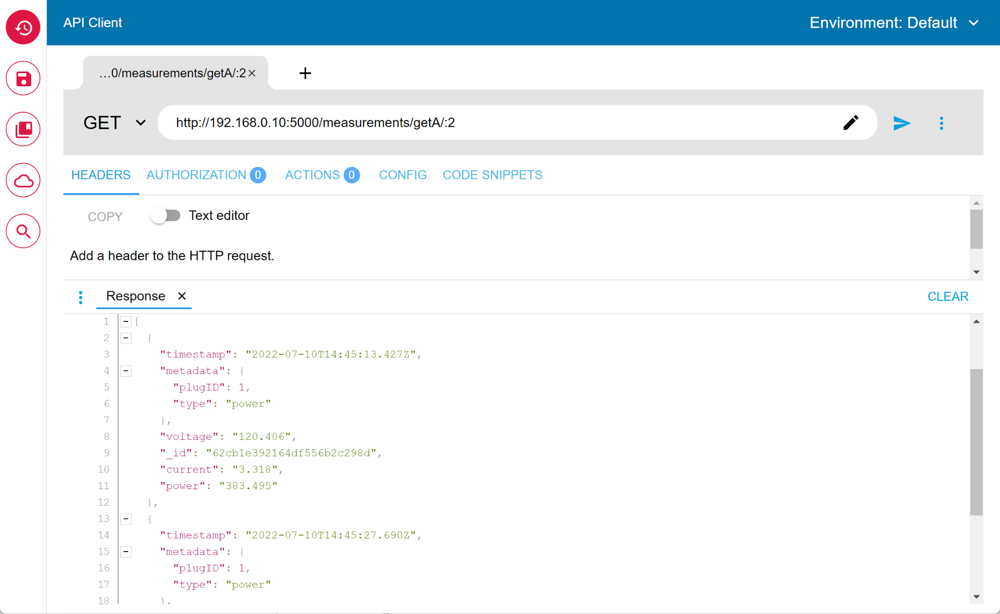 API Client
Environment: Default
...0/measurements/getA/:2
GET
http://192.168.0.10:5000/measurements/getA/:2
HEADERS AUTHORIZATION 0 ACTIONS 0 CONFIG CODE SNIPPETS
COPY Text editor
Add a header to the HTTP request.
Response
CLEAR
1 [
2 {
3 "timestamp": "2022-07-10T14:45:13.427Z",
4 "metadata": {
5 "plugID": 1,
6 "type": "power"
7 },
8 "voltage": "120.406",
9 "_id": "62cb1e392164df556b2c298d",
10 "current": "3.318",
11 "power": "383.495"
12 },
13 {
14 "timestamp": "2022-07-10T14:45:27.690Z",
15 "metadata": {
16 "plugID": 1,
17 "type": "power"
18 },